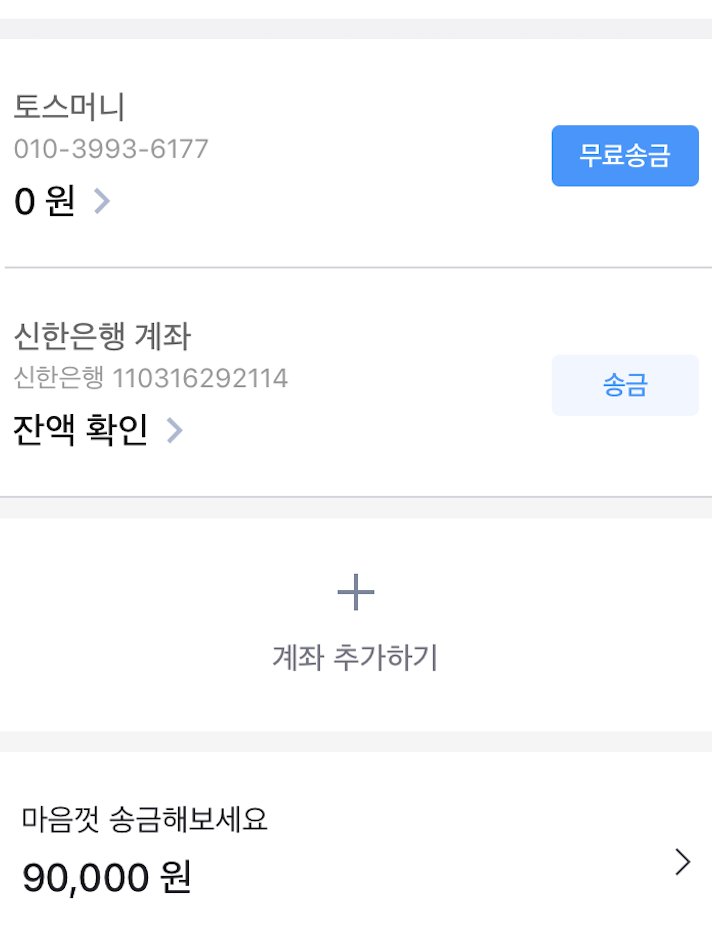 토스머니
010-3993-6177
무료송금
0 원
신한은행 계좌
신한은행 110316292114
송금
잔액 확인
계좌 추가하기
마음껏 송금해보세요
90,000 원